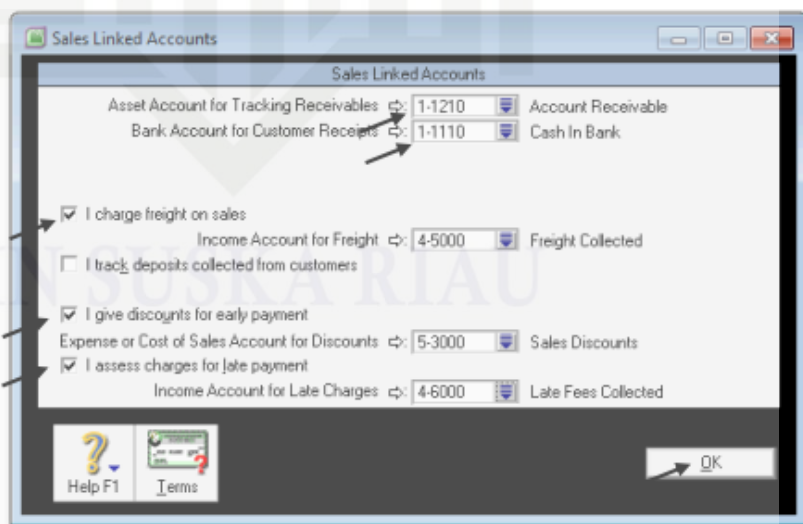 Sales Linked Accounts
Sales Linked Accounts
Asset Account for Tracking Receivables 1-1210 Account Receivable
Bank Account for Customer Receipts 1-1110 Cash In Bank
I charge freight on sales
Income Account for Freight 4-5000 Freight Collected
I track deposits collected from customers
IN SUSKA RIAU
I give discounts for early payment
Expense or Cost of Sales Account for Discounts 5-3000 Sales Discounts
I assess charges for late payment
Income Account for Late Charges 4-6000 Late Fees Collected
Help F1 Terms
OK